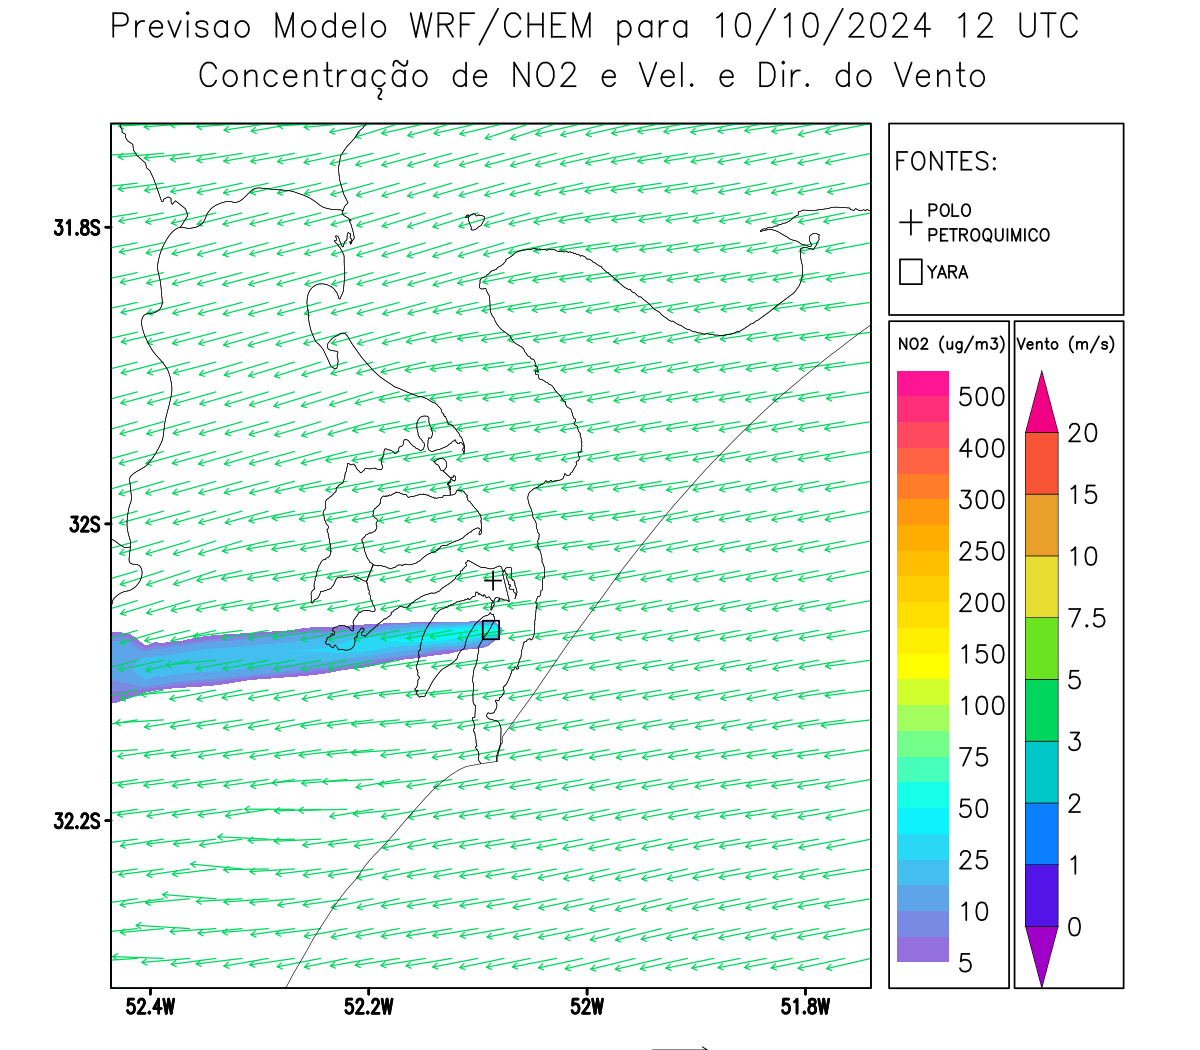 Previsao Modelo WRF/CHEM para 10/10/2024 12 UTC
Concentração de NO2 e Vel. e Dir. do Vento
FONTES:
POLO
PETROQUIMICO
YARA
31.8S
32S
32.2S
52.4W
52.2W
52W
51.8W
NO2 (ug/m3)
500
400
300
250
200
150
100
75
50
25
10
5
Vento (m/s)
20
15
10
7.5
5
3
2
1
0